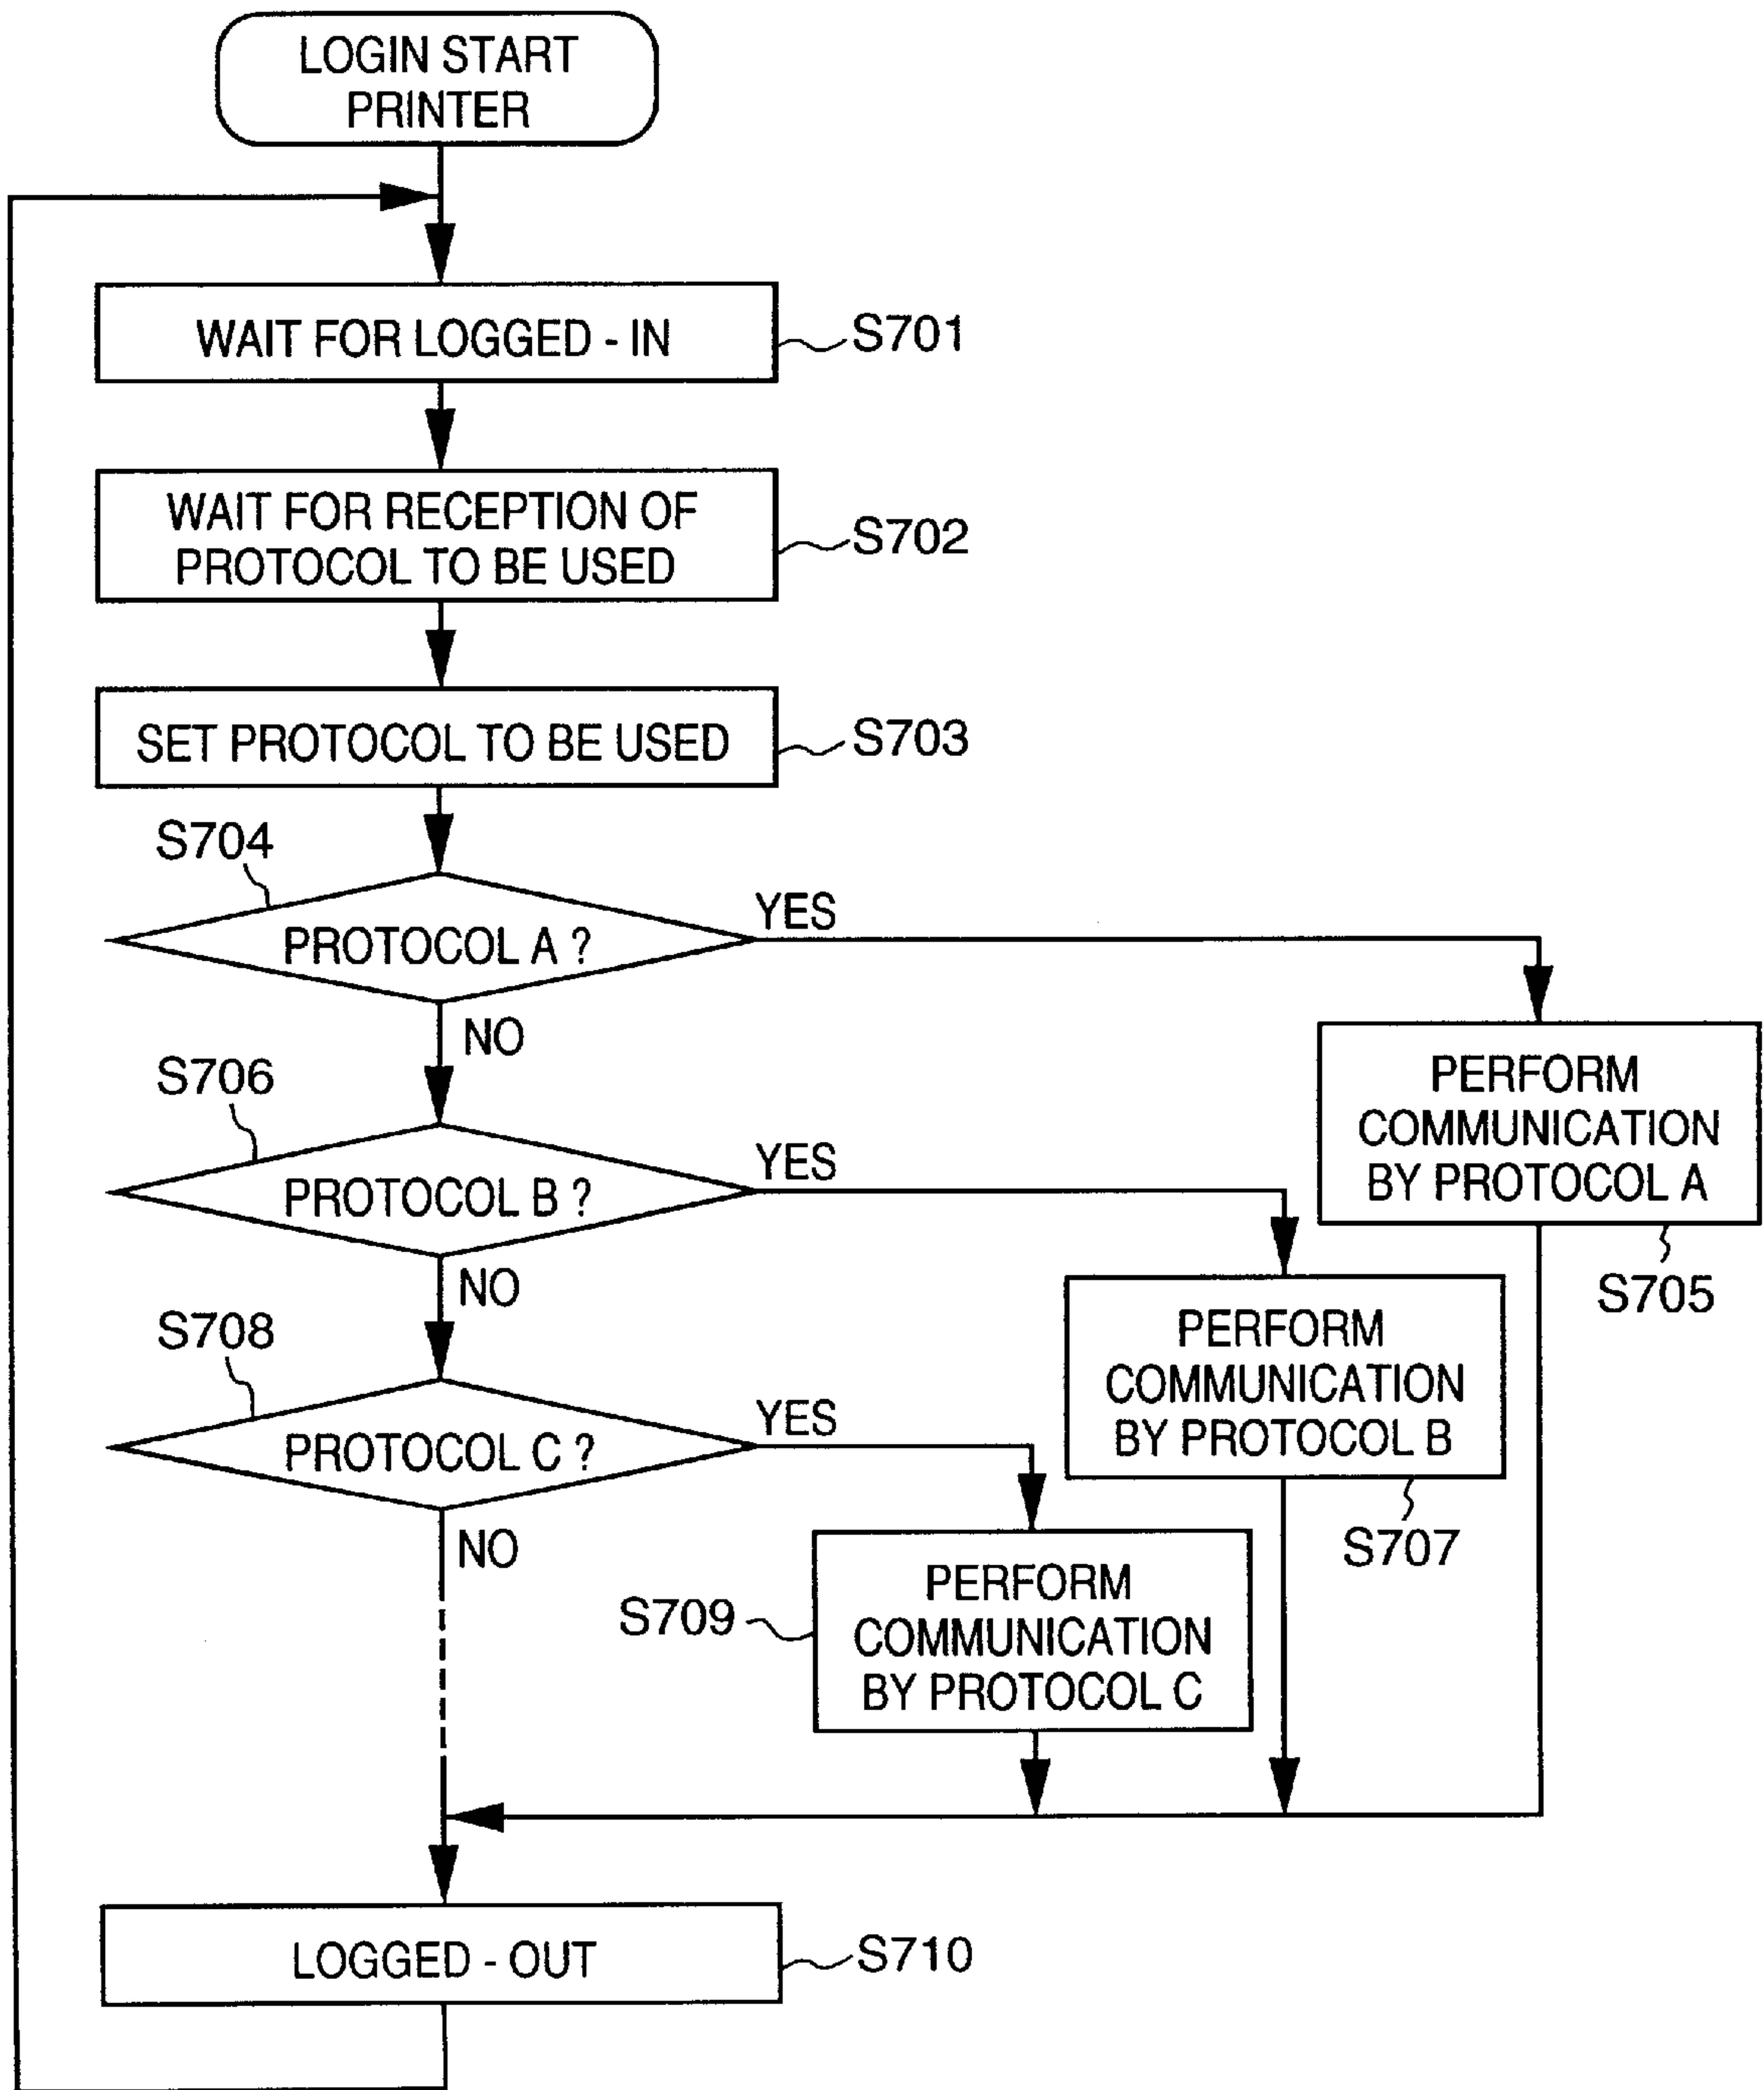 LOGIN START
PRINTER
WAIT FOR LOGGED - IN
S701
WAIT FOR RECEPTION OF
PROTOCOL TO BE USED
S702
SET PROTOCOL TO BE USED
S703
S704
PROTOCOL A ?
YES
NO
PERFORM
COMMUNICATION
BY PROTOCOL A
S705
S706
PROTOCOL B ?
YES
NO
PERFORM
COMMUNICATION
BY PROTOCOL B
S707
S708
PROTOCOL C ?
YES
NO
PERFORM
COMMUNICATION
BY PROTOCOL C
S709
LOGGED - OUT
S710